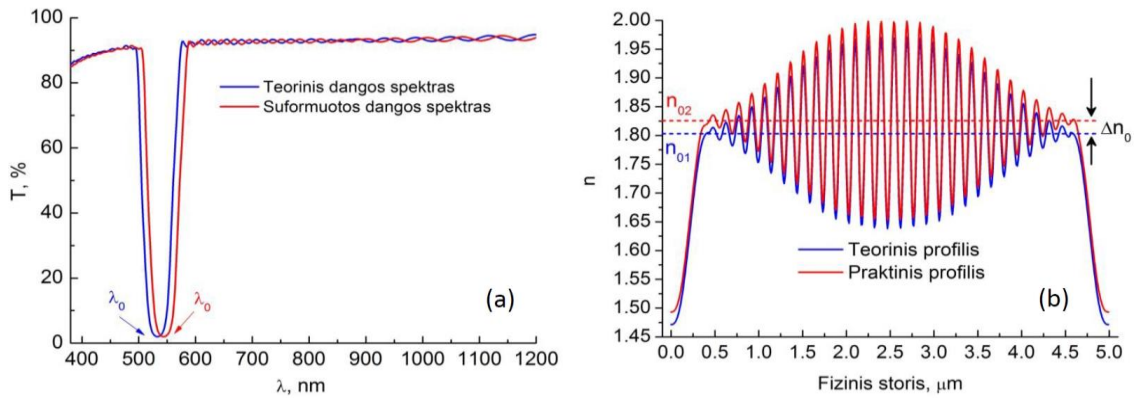 100
80
60
40
20
0
T, %
Teorinis dangos spektras
Suformuotos dangos spektras
λ₀
λ₀
(a)
400 500 600 700 800 900 1000 1100 1200
λ, nm
2.00
1.95
1.90
1.85
1.80
1.75
1.70
1.65
1.60
1.55
1.50
1.45
n
n₀₂
n₀₁
Δn₀
Teorinis profilis
Praktinis profilis
(b)
0.0 0.5 1.0 1.5 2.0 2.5 3.0 3.5 4.0 4.5 5.0
Fizinis storis, μm